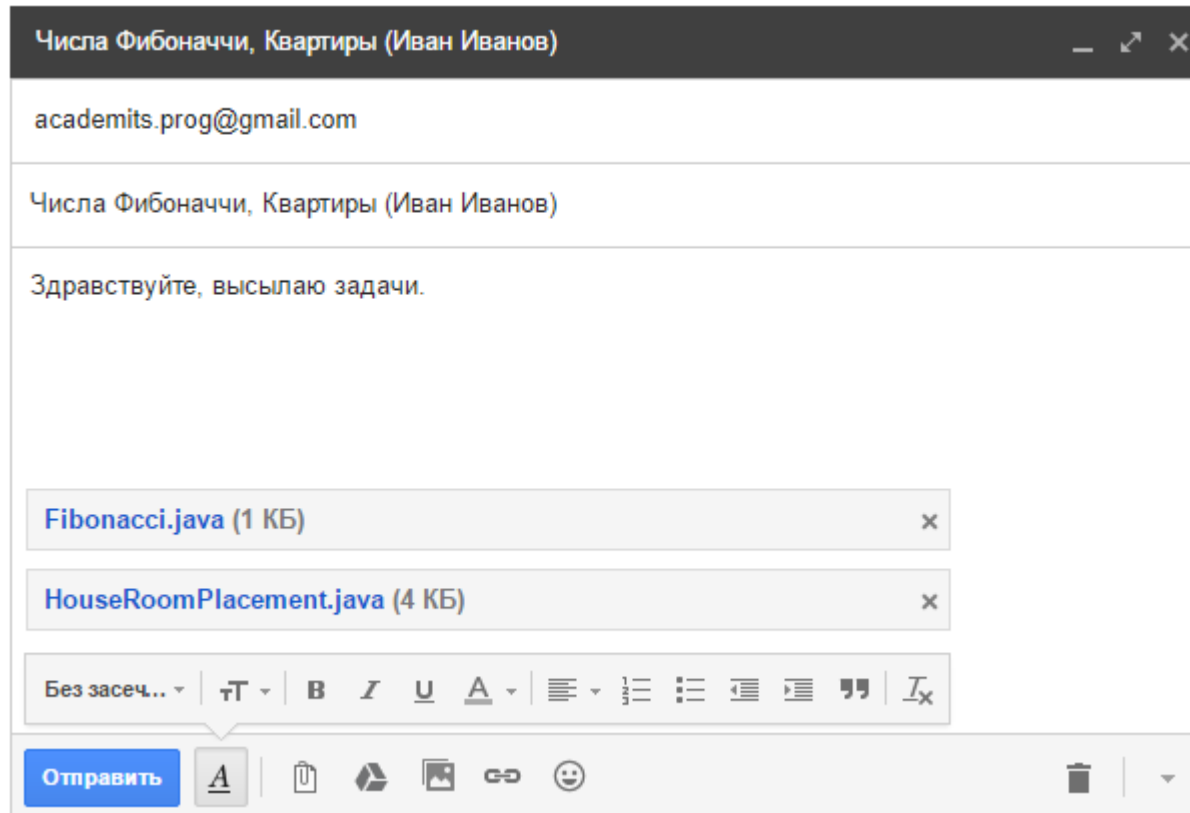 Числа Фибоначчи, Квартиры (Иван Иванов)
academits.prog@gmail.com
Числа Фибоначчи, Квартиры (Иван Иванов)
Здравствуйте, высылаю задачи.
Fibonacci.java (1 КБ)
HouseRoomPlacement.java (4 КБ)
Без засеч...
Отправить